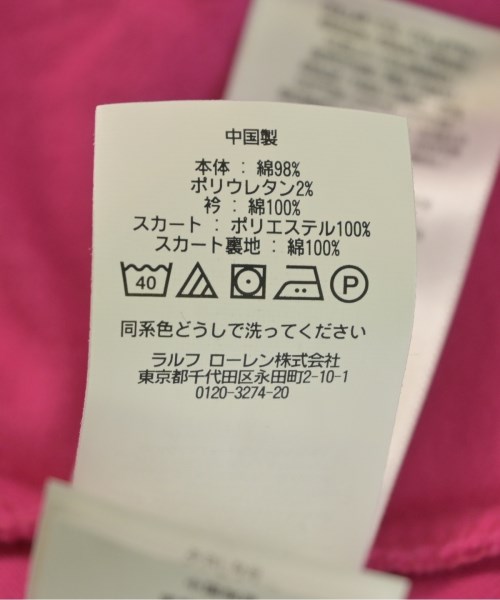 中国製
本体 : 綿98%
ポリウレタン2%
衿 : 綿100%
スカート : ポリエステル100%
スカート裏地 : 綿100%
40 P
同系色どうしで洗ってください
ラルフ ローレン株式会社
東京都千代田区永田町2-10-1
0120-3274-20